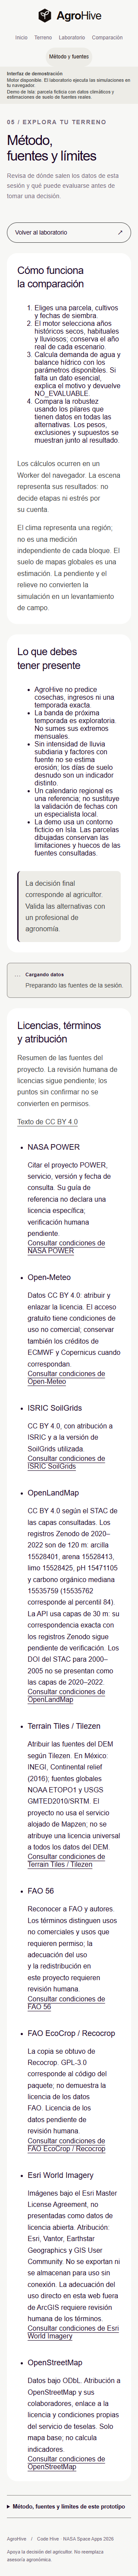 AgroHive
Inicio Terreno Laboratorio Comparación
Método y fuentes
Interfaz de demostración
Motor disponible. El laboratorio ejecuta las simulaciones en tu navegador.
Demo de Isla: parcela ficticia con datos climáticos y estimaciones de suelo de fuentes reales.
05 / EXPLORA TU TERRENO
Método,
fuentes y límites
Revisa de dónde salen los datos de esta
sesión y qué puede evaluarse antes de
tomar una decisión.
Volver al laboratorio ↗
Cómo funciona
la comparación
1. Eliges una parcela, cultivos
y fechas de siembra.
2. El motor selecciona años
históricos secos, habituales
y lluviosos, conserva el año
real de cada escenario.
3. Calcula demanda de agua y
balance hídrico con los
parámetros disponibles. Si
falta un dato esencial,
explica el motivo y devuelve
NO_EVALUABLE.
4. Compara la robustez
usando los pilares que
tienen datos en todas las
alternativas. Los pesos,
exclusiones y supuestos se
muestran junto al resultado.
Los cálculos ocurren en un
Worker del navegador. La escena
representa sus resultados: no
decide etapas ni estrés por
su cuenta.
El clima representa una región;
no es una medición
independiente de cada bloque. El
suelo de mapas globales es una
estimación. La pendiente y el
relieve no convierten la
simulación en un levantamiento
de campo.
Lo que debes
tener presente
AgroHive no predice
cosechas, ingresos ni una
temporada exacta.
La banda de próxima
temporada es exploratoria.
No sumes sus extremos
mensuales.
Sin intensidad de lluvia
subdiaria y factores con
fuente no se estima
erosión; los días de suelo
desnudo son un indicador
distinto.
Un calendario regional es
una referencia; no sustituye
la validación de fechas con
un especialista local.
La demo usa un contorno
ficticio en Isla. Las parcelas
dibujadas conservan las
limitaciones y huecos de las
fuentes consultadas.
La decisión final
corresponde al agricultor.
Valida las alternativas con
un profesional de
agronomía.
Cargando datos
Preparando las fuentes de la sesión.
Licencias, términos
y atribución
Resumen de las fuentes del
proyecto. La revisión humana de
licencias sigue pendiente; los
puntos sin confirmar no se
convierten en permisos.
Texto de CC BY 4.0
NASA POWER
Citar el proyecto POWER,
servicio, versión y fecha de
consulta. Su guía de
referencia no declara una
licencia específica;
verificación humana
pendiente.
Consultar condiciones de
NASA POWER
Open-Meteo
Datos CC BY 4.0: atribuir y
enlazar la licencia. El acceso
gratuito tiene condiciones de
uso no comercial; conservar
también los créditos de
ECMWF y Copernicus cuando
correspondan.
Consultar condiciones de
Open-Meteo
ISRIC SoilGrids
CC BY 4.0, con atribución a
ISRIC y a la versión de
SoilGrids utilizada.
Consultar condiciones de
ISRIC SoilGrids
OpenLandMap
CC BY 4.0 según el STAC de
las capas consultadas. Los
registros Zenodo de 2020–
2022 son de 120 m: arcilla
15528401, arena 15528413,
limo 15528425, pH 15471105
y carbono orgánico mediana
15535759 (15535762
corresponde al percentil 84).
La API usa capas de 30 m: su
correspondencia exacta con
los registros Zenodo sigue
pendiente de verificación. Los
DOI del STAC para 2000–
2005 no se presentan como
las capas de 2020–2022.
Consultar condiciones de
OpenLandMap
Terrain Tiles / Tilezen
Atribuir las fuentes del DEM
según Tilezen. En México:
INEGI, Continental relief
(2016); fuentes globales
NOAA ETOPO1 y USGS
GMTED2010/SRTM. El
proyecto no usa el servicio
alojado de Mapzen; no se
atribuye una licencia universal
a todos los datos del DEM.
Consultar condiciones de
Terrain Tiles / Tilezen
FAO 56
Reconocer a FAO y autores.
Los términos distinguen usos
no comerciales y usos que
requieren permiso; la
adecuación del uso
y la redistribución en
este proyecto requieren
revisión humana.
Consultar condiciones de
FAO 56
FAO EcoCrop / Recocrop
La copia se obtuvo de
Recocrop. GPL-3.0
corresponde al código del
paquete; no demuestra la
licencia de los datos
FAO. Licencia de los
datos pendiente de
revisión humana.
Consultar condiciones de
FAO EcoCrop / Recocrop
Esri World Imagery
Imágenes bajo el Esri Master
License Agreement, no
presentadas como datos de
licencia abierta. Atribución:
Esri, Vantor, Earthstar
Geographics y GIS User
Community. No se exportan ni
se almacenan para uso sin
conexión. La adecuación del
uso directo en esta web fuera
de ArcGIS requiere revisión
humana de los términos.
Consultar condiciones de Esri
World Imagery
OpenStreetMap
Datos bajo ODbL. Atribución a
OpenStreetMap y sus
colaboradores, enlace a la
licencia y condiciones propias
del servicio de teselas. Solo
mapa base; no calcula
indicadores.
Consultar condiciones de
OpenStreetMap
Método, fuentes y límites de este prototipo
AgroHive / Code Hive · NASA Space Apps 2026
Apoya la decisión del agricultor. No reemplaza
asesoría agronómica.